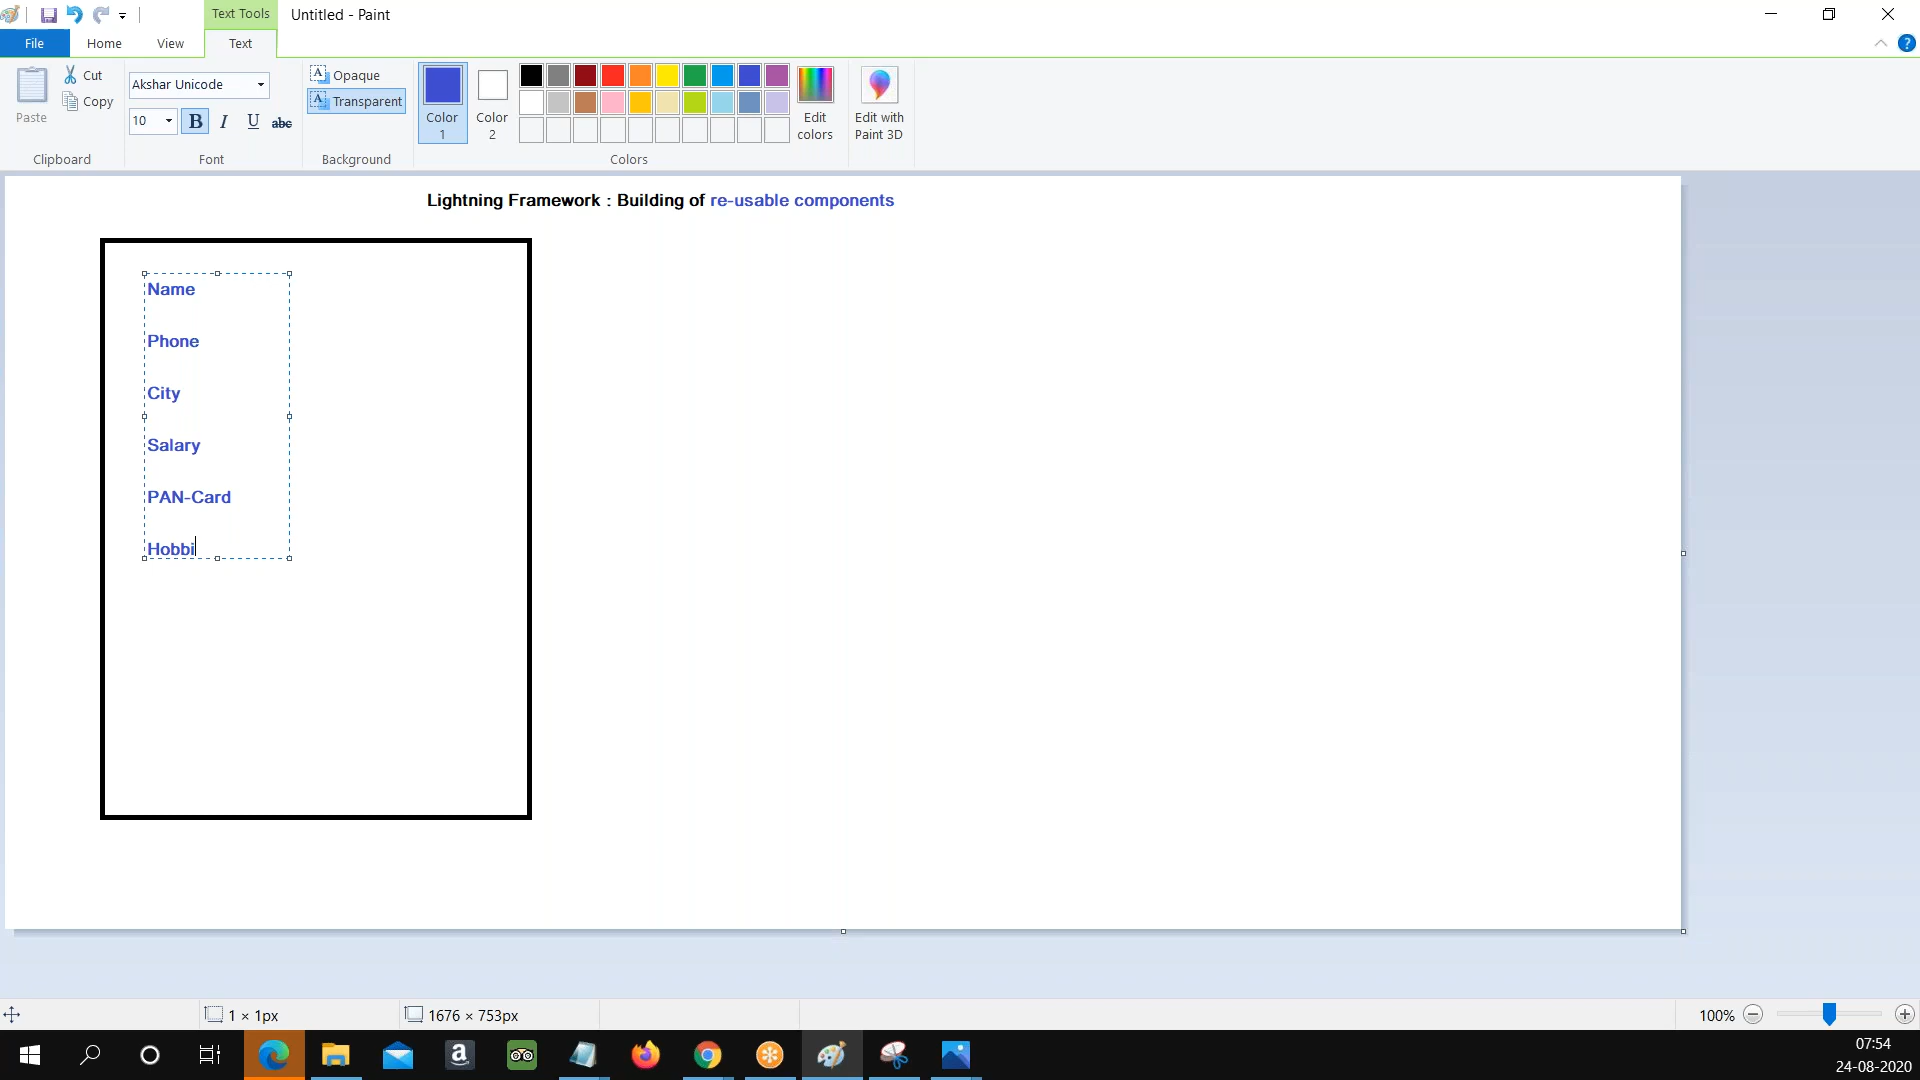 Text Tools
Untitled - Paint
File
Home
View
Text
Paste
Cut
Copy
Clipboard
Akshar Unicode
10
B I U abc
Font
Opaque
Transparent
Background
Color 1
Color 2
Edit colors
Colors
Edit with Paint 3D
Lightning Framework : Building of re-usable components
Name
Phone
City
Salary
PAN-Card
Hobbi
1 × 1px
1676 × 753px
100%
07:54
24-08-2020